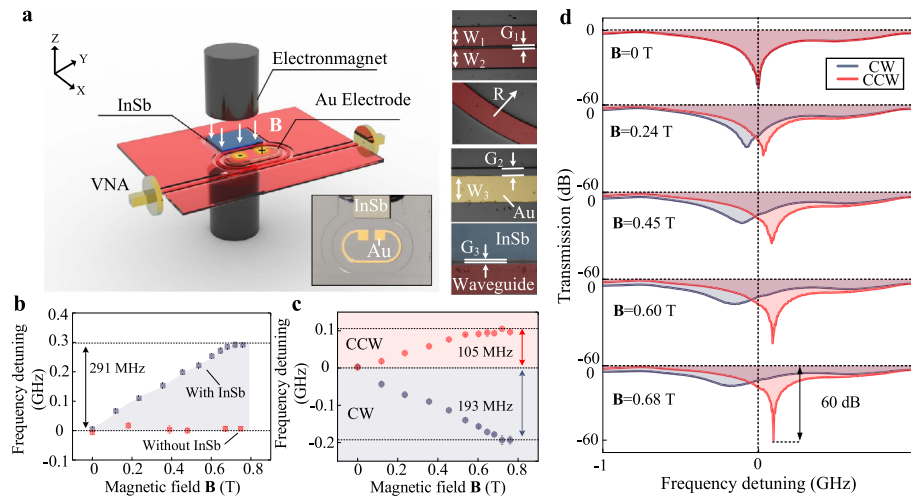 a
Z
Y
X
Electromagnet
InSb
Au Electrode
B
VNA
InSb
Au
W1
G1
W2
R
G2
W3
Au
InSb
G3
Waveguide
b
Frequency detuning
(GHz)
0.4
0.3
0.2
0.1
0
-0.1
291 MHz
With InSb
Without InSb
0
0.2
0.4
0.6
0.8
Magnetic field B (T)
c
Frequency detuning
(GHz)
0.1
0
-0.1
-0.2
CCW
105 MHz
CW
193 MHz
0
0.2
0.4
0.6
0.8
Magnetic field B (T)
d
Transmission (dB)
0
B=0 T
CW
CCW
-60
0
B=0.24 T
-60
0
B=0.45 T
-60
0
B=0.60 T
-60
0
B=0.68 T
60 dB
-60
-1
0
1
Frequency detuning (GHz)